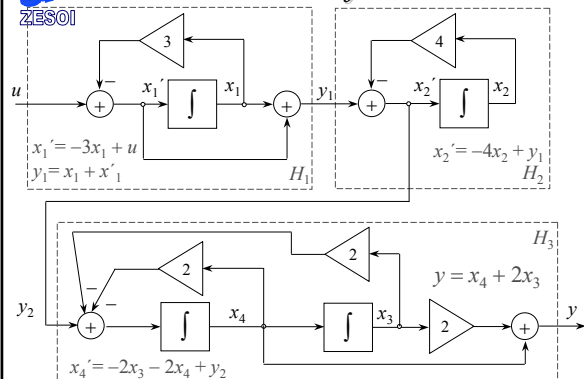 ZESOI
3
4
u
−
x₁´
x₁
y₁
−
x₂´
x₂
+
∫
+
+
∫
x₁´= −3x₁ + u
y₁= x₁ + x´₁
H₁
x₂´= −4x₂ + y₁
H₂
H₃
2
2
y = x₄ + 2x₃
−
−
y₂
+
∫
x₄
∫
x₃
2
+
y
x₄´= −2x₃ − 2x₄ + y₂